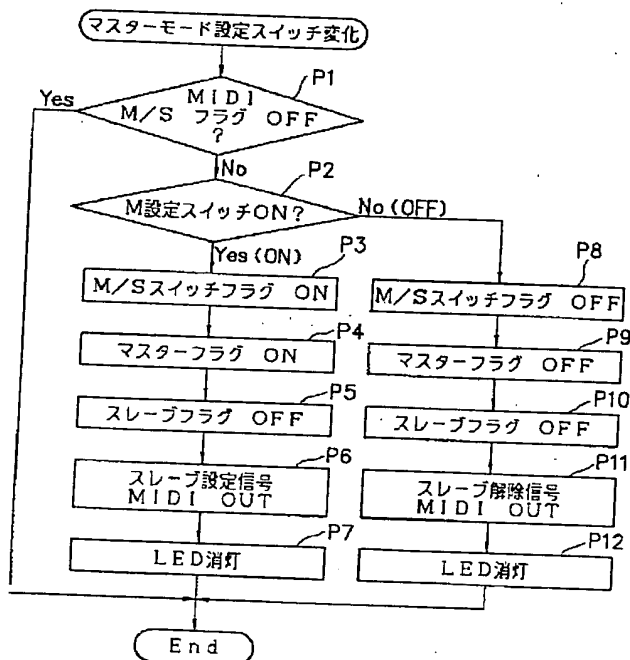 マスターモード設定スイッチ変化
P1
Yes
MIDI
M/S フラグ OFF
?
No
P2
M設定スイッチON?
No(OFF)
Yes(ON)
P3
M/Sスイッチフラグ ON
P4
マスターフラグ ON
P5
スレーブフラグ OFF
P6
スレーブ設定信号
MIDI OUT
P7
LED消灯
P8
M/Sスイッチフラグ OFF
P9
マスターフラグ OFF
P10
スレーブフラグ OFF
P11
スレーブ解除信号
MIDI OUT
P12
LED消灯
End